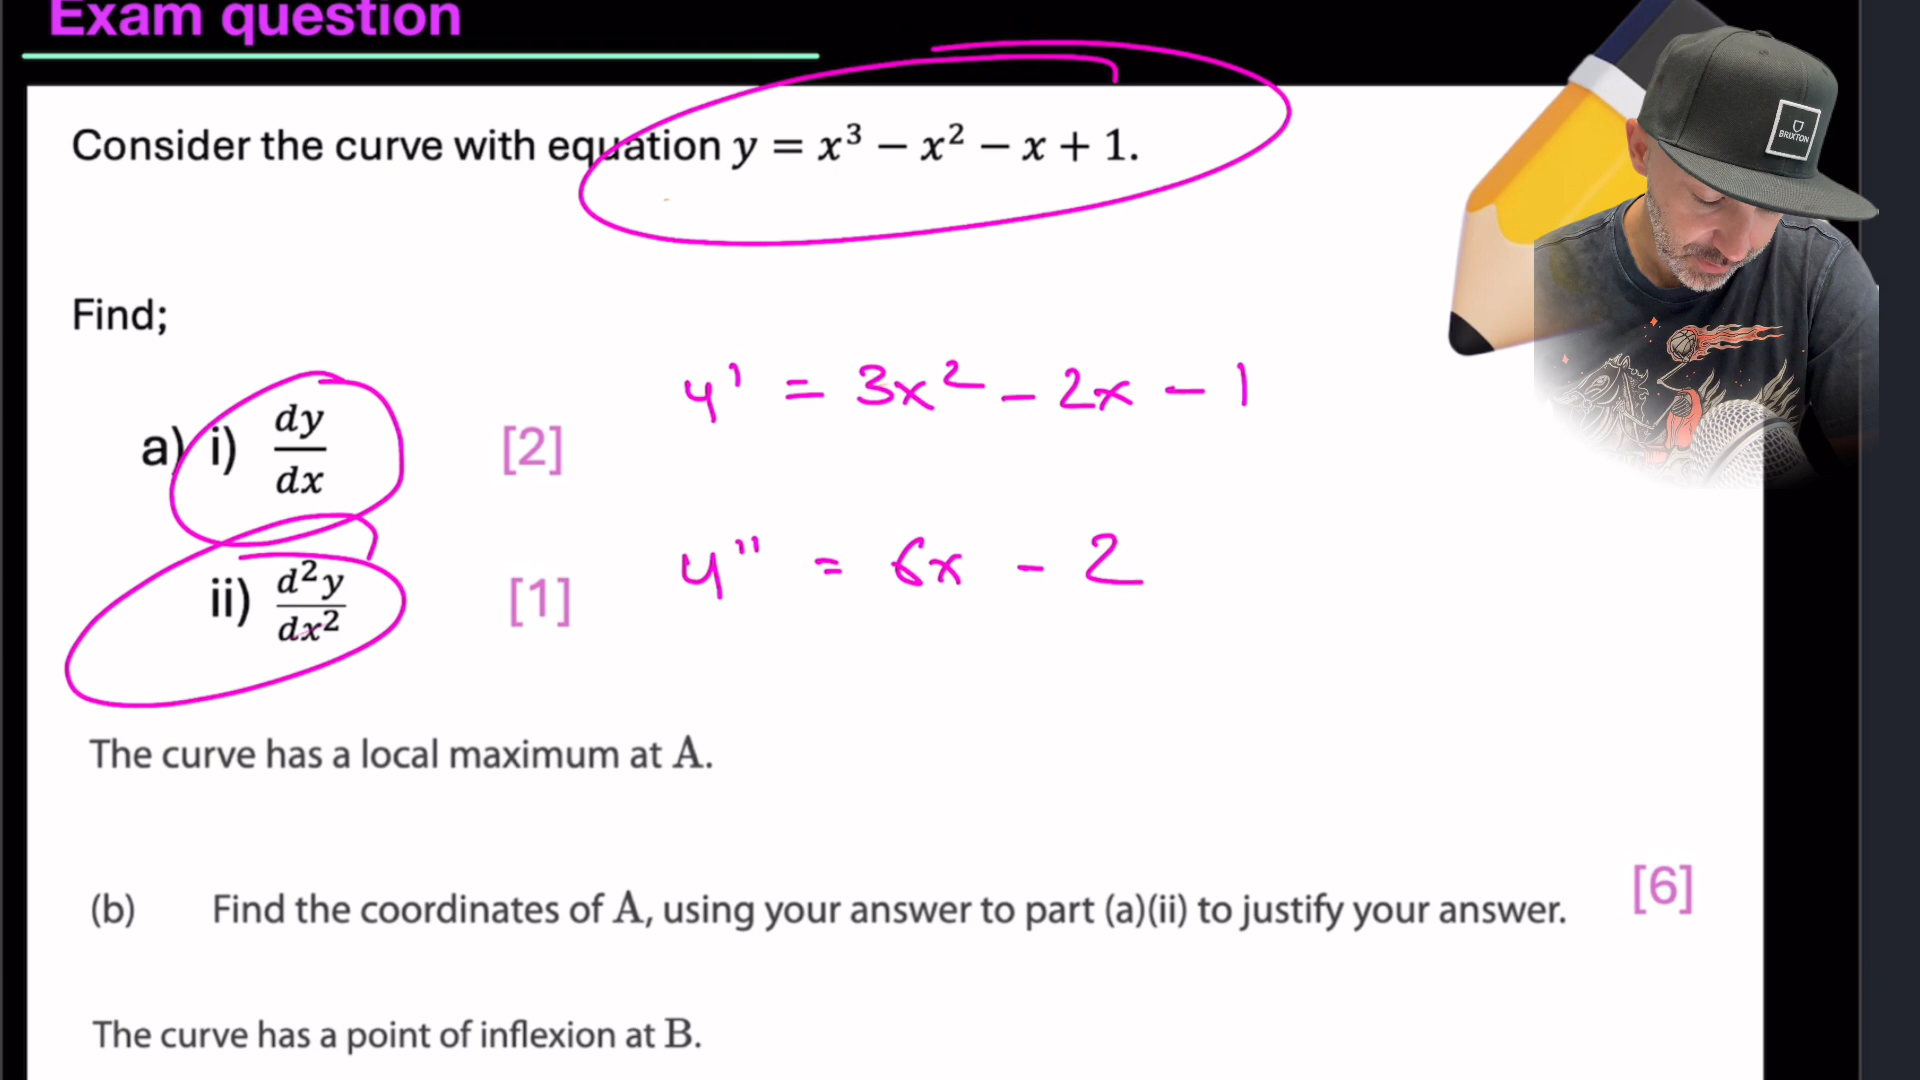 Exam question
Consider the curve with equation y = x³ − x² − x + 1.
Find;
a) i) dy/dx [2] y' = 3x² − 2x − 1
ii) d²y/dx² [1] y'' = 6x − 2
The curve has a local maximum at A.
(b) Find the coordinates of A, using your answer to part (a)(ii) to justify your answer. [6]
The curve has a point of inflexion at B.
BRIXTON